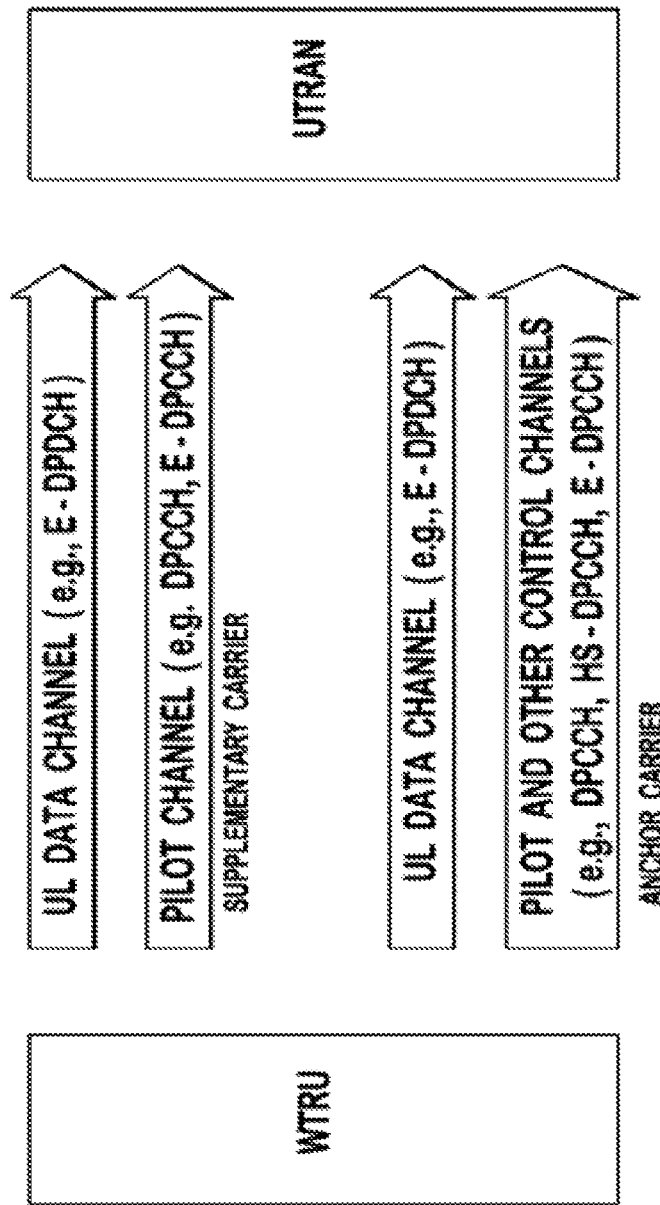 WTRU
UL DATA CHANNEL (e.g., E-DPDCH)
PILOT CHANNEL (e.g. DPCCH, E-DPCCH)
SUPPLEMENTARY CARRIER
UL DATA CHANNEL (e.g., E-DPDCH)
PILOT AND OTHER CONTROL CHANNELS
(e.g., DPCCH, HS-DPCCH, E-DPCCH)
ANCHOR CARRIER
UTRAN